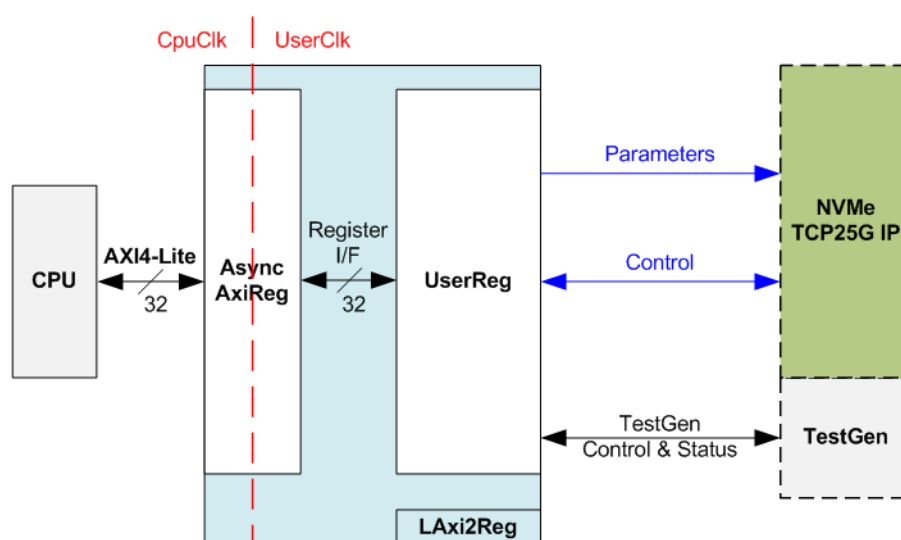 CpuClk
UserClk
CPU
AXI4-Lite
32
Async
AxiReg
Register
I/F
32
UserReg
Parameters
Control
TestGen
Control & Status
NVMe
TCP25G IP
TestGen
LAxi2Reg